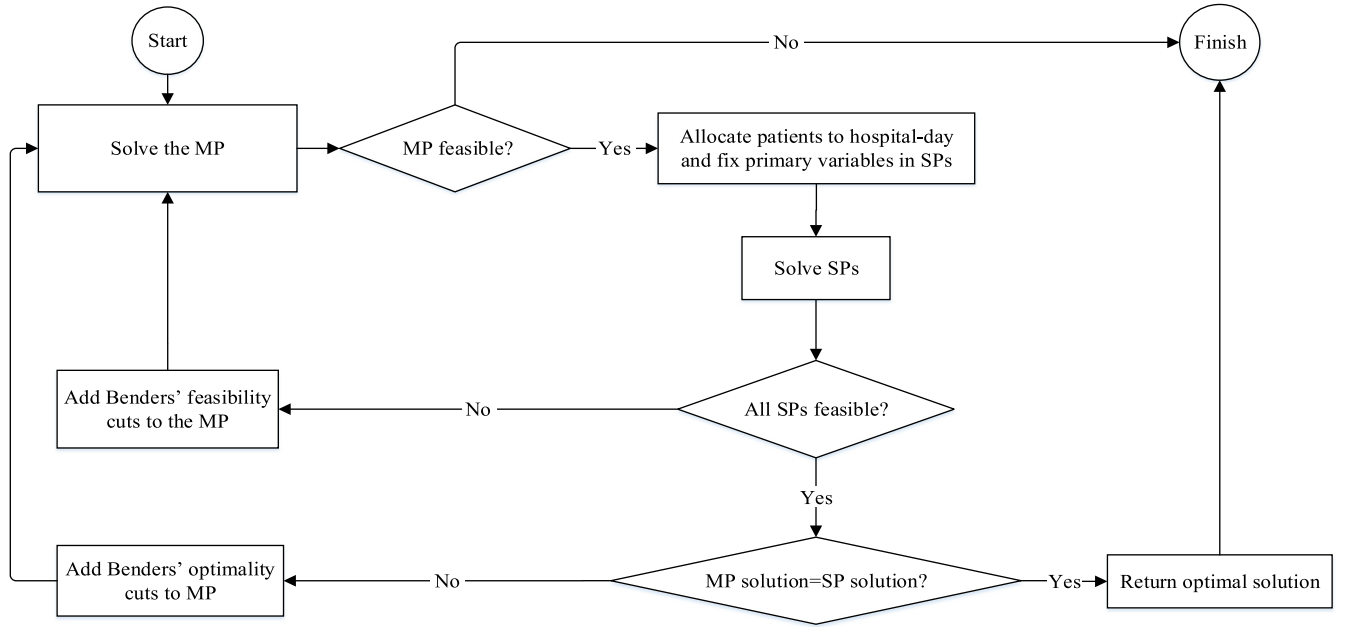 Start
No
Finish
Solve the MP
MP feasible?
Yes
Allocate patients to hospital-day
and fix primary variables in SPs
Solve SPs
Add Benders’ feasibility
cuts to the MP
No
All SPs feasible?
Yes
Add Benders’ optimality
cuts to MP
No
MP solution=SP solution?
Yes
Return optimal solution